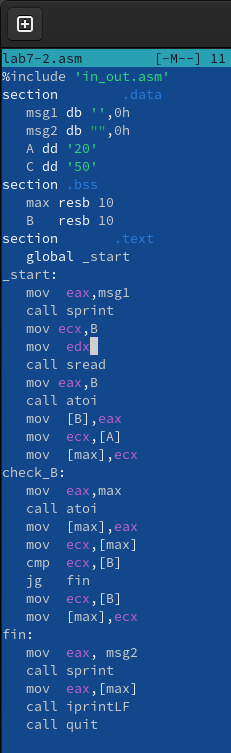 lab7-2.asm         [-M--] 11
%include 'in_out.asm'
section        .data
   msg1 db '',0h
   msg2 db "",0h
   A dd '20'
   C dd '50'
section .bss
   max resb 10
   B   resb 10
section       .text
   global _start
_start:
   mov  eax,msg1
   call sprint
   mov ecx,B
   mov  edx
   call sread
   mov eax,B
   call atoi
   mov  [B],eax
   mov  ecx,[A]
   mov  [max],ecx
check_B:
   mov  eax,max
   call atoi
   mov  [max],eax
   mov  ecx,[max]
   cmp  ecx,[B]
   jg   fin
   mov  ecx,[B]
   mov  [max],ecx
fin:
   mov  eax, msg2
   call sprint
   mov  eax,[max]
   call iprintLF
   call quit